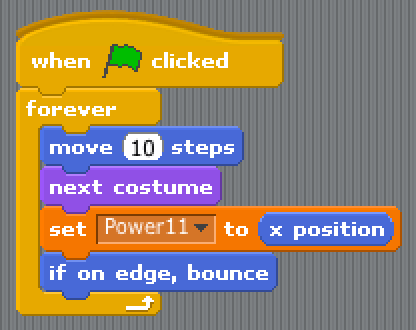 when clicked
forever
move 10 steps
next costume
set Power11 to x position
if on edge, bounce